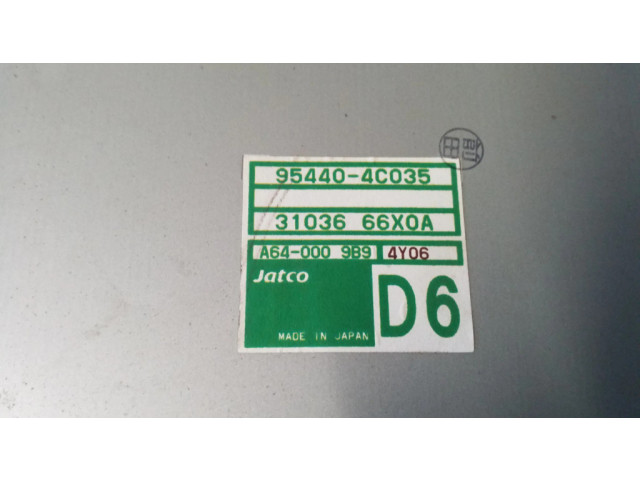 95440-4C035
31036 66X0A
A64-000 9B9 4Y06
Jatco
D6
MADE IN JAPAN